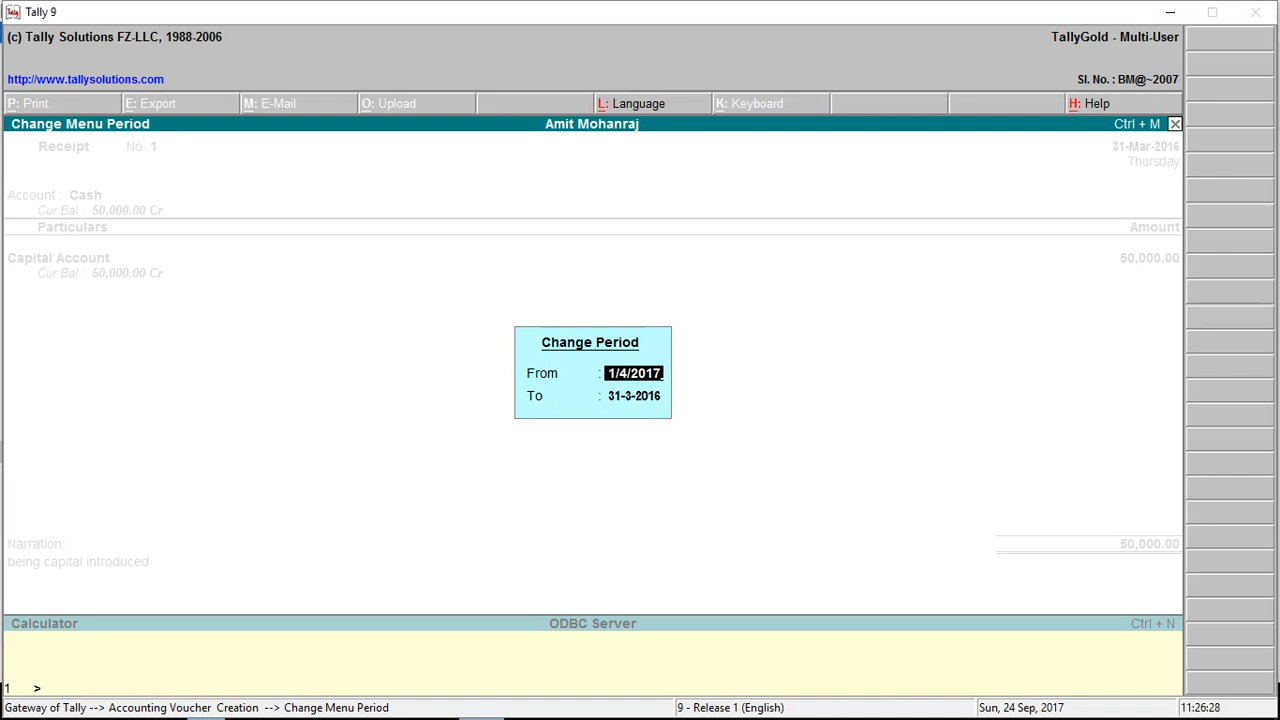 Tally 9
(c) Tally Solutions FZ-LLC, 1988-2006 TallyGold - Multi-User
http://www.tallysolutions.com Sl. No. : BM@~2007
P: Print E: Export M: E-Mail O: Upload L: Language K: Keyboard H: Help
Change Menu Period Amit Mohanraj Ctrl + M
Receipt No. 1 31-Mar-2016
Thursday
Account : Cash
Cur Bal : 50,000.00 Cr
Particulars Amount
Capital Account 50,000.00
Cur Bal : 50,000.00 Cr
Change Period
From : 1/4/2017
To : 31-3-2016
Narration: 50,000.00
being capital introduced
Calculator ODBC Server Ctrl + N
1 >
Gateway of Tally --> Accounting Voucher Creation --> Change Menu Period 9 - Release 1 (English) Sun, 24 Sep, 2017 11:26:28